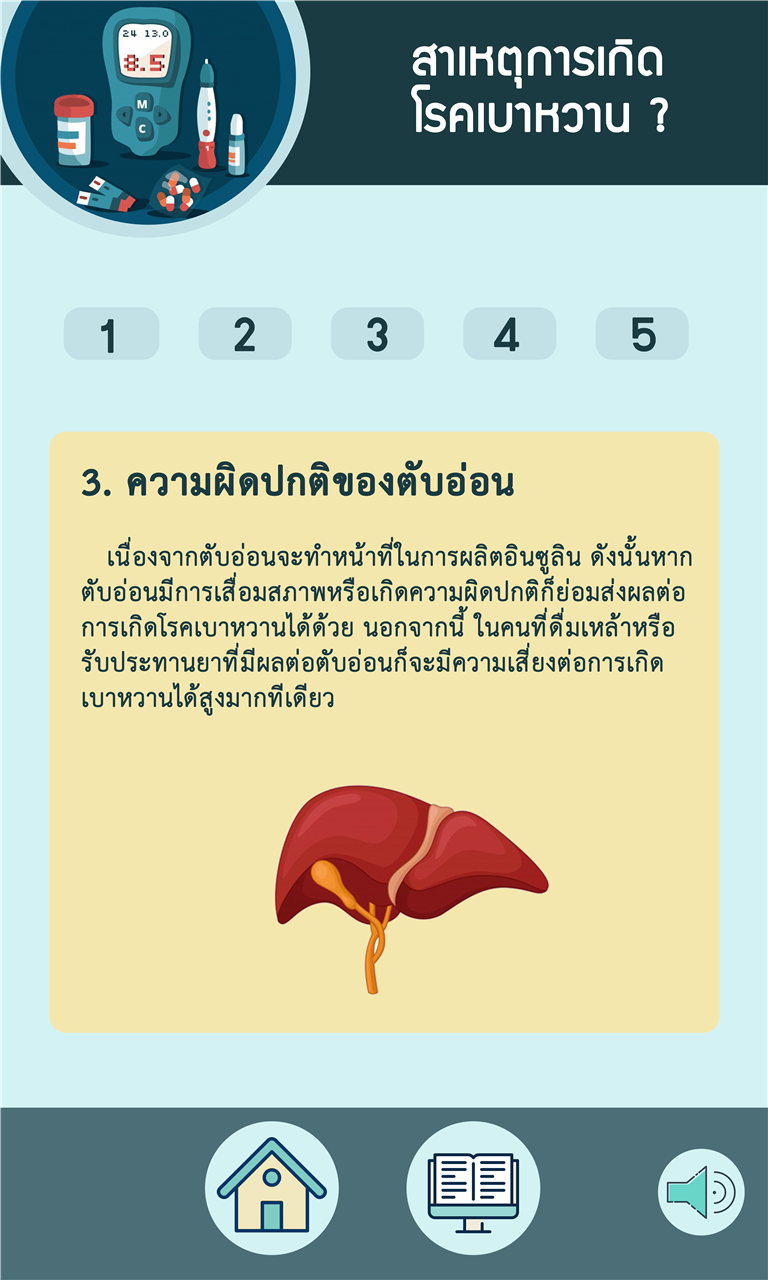 24 13.0
8.5
M
C
1
สาเหตุการเกิด
โรคเบาหวาน ?
1 2 3 4 5
3. ความผิดปกติของตับอ่อน
เนื่องจากตับอ่อนจะทำหน้าที่ในการผลิตอินซูลิน ดังนั้นหาก
ตับอ่อนมีการเสื่อมสภาพหรือเกิดความผิดปกติก็ย่อมส่งผลต่อ
การเกิดโรคเบาหวานได้ด้วย นอกจากนี้ ในคนที่ดื่มเหล้าหรือ
รับประทานยาที่มีผลต่อตับอ่อนก็จะมีความเสี่ยงต่อการเกิด
เบาหวานได้สูงมากทีเดียว